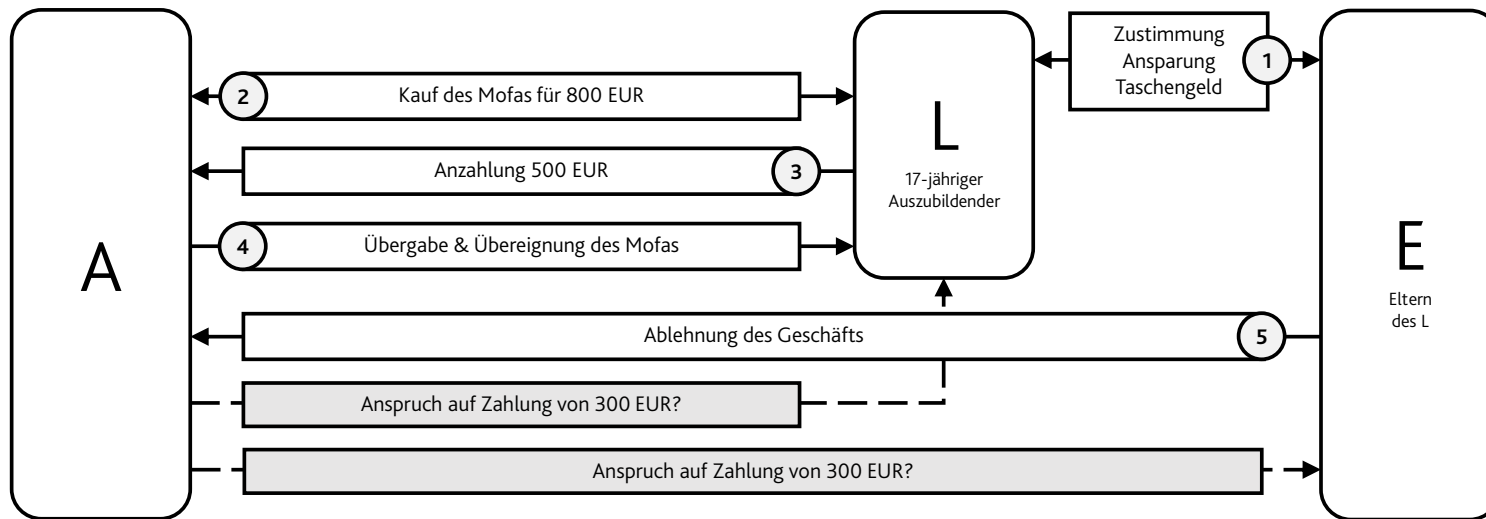 Zustimmung
Ansparung
Taschengeld
1
2
Kauf des Mofas für 800 EUR
L
17-jähriger
Auszubildender
Anzahlung 500 EUR
3
4
Übergabe & Übereignung des Mofas
A
E
Eltern
des L
Ablehnung des Geschäfts
5
Anspruch auf Zahlung von 300 EUR?
Anspruch auf Zahlung von 300 EUR?